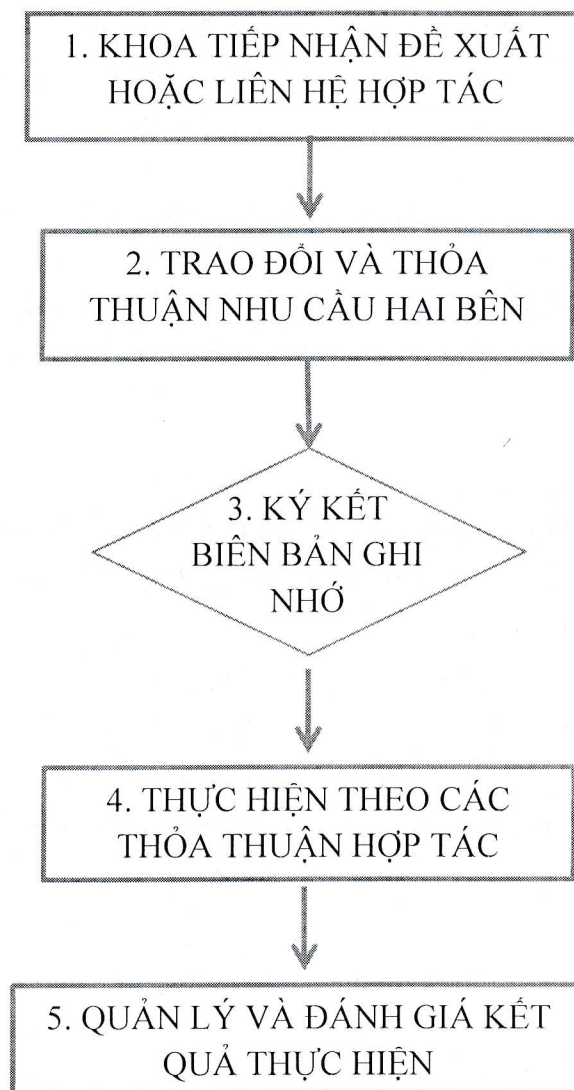 1. KHOA TIẾP NHẬN ĐỀ XUẤT
HOẶC LIÊN HỆ HỢP TÁC
2. TRAO ĐỔI VÀ THỎA
THUẬN NHU CẦU HAI BÊN
3. KÝ KẾT
BIÊN BẢN GHI
NHỚ
4. THỰC HIỆN THEO CÁC
THỎA THUẬN HỢP TÁC
5. QUẢN LÝ VÀ ĐÁNH GIÁ KẾT
QUẢ THỰC HIỆN